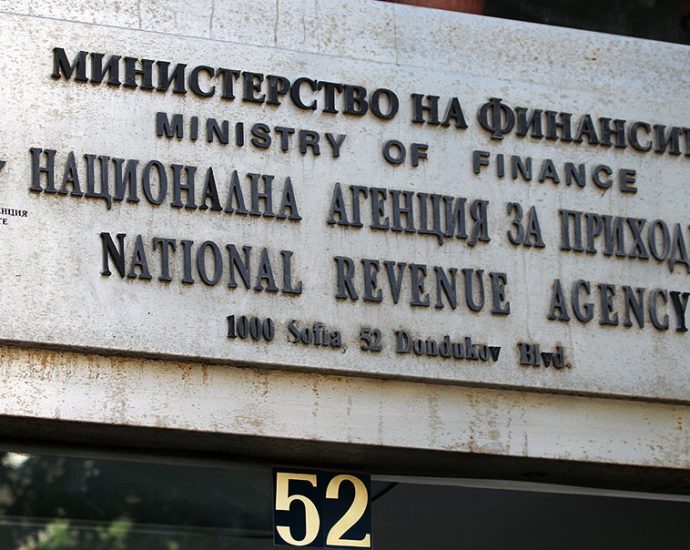 МИНИСТЕРСТВО НА ФИНАНСИТ
MINISTRY OF FINANCE
НАЦИОНАЛНА АГЕНЦИЯ ЗА ПРИХОД
NATIONAL REVENUE AGENCY
1000 Sofia, 52 Dondukov Blvd.
52